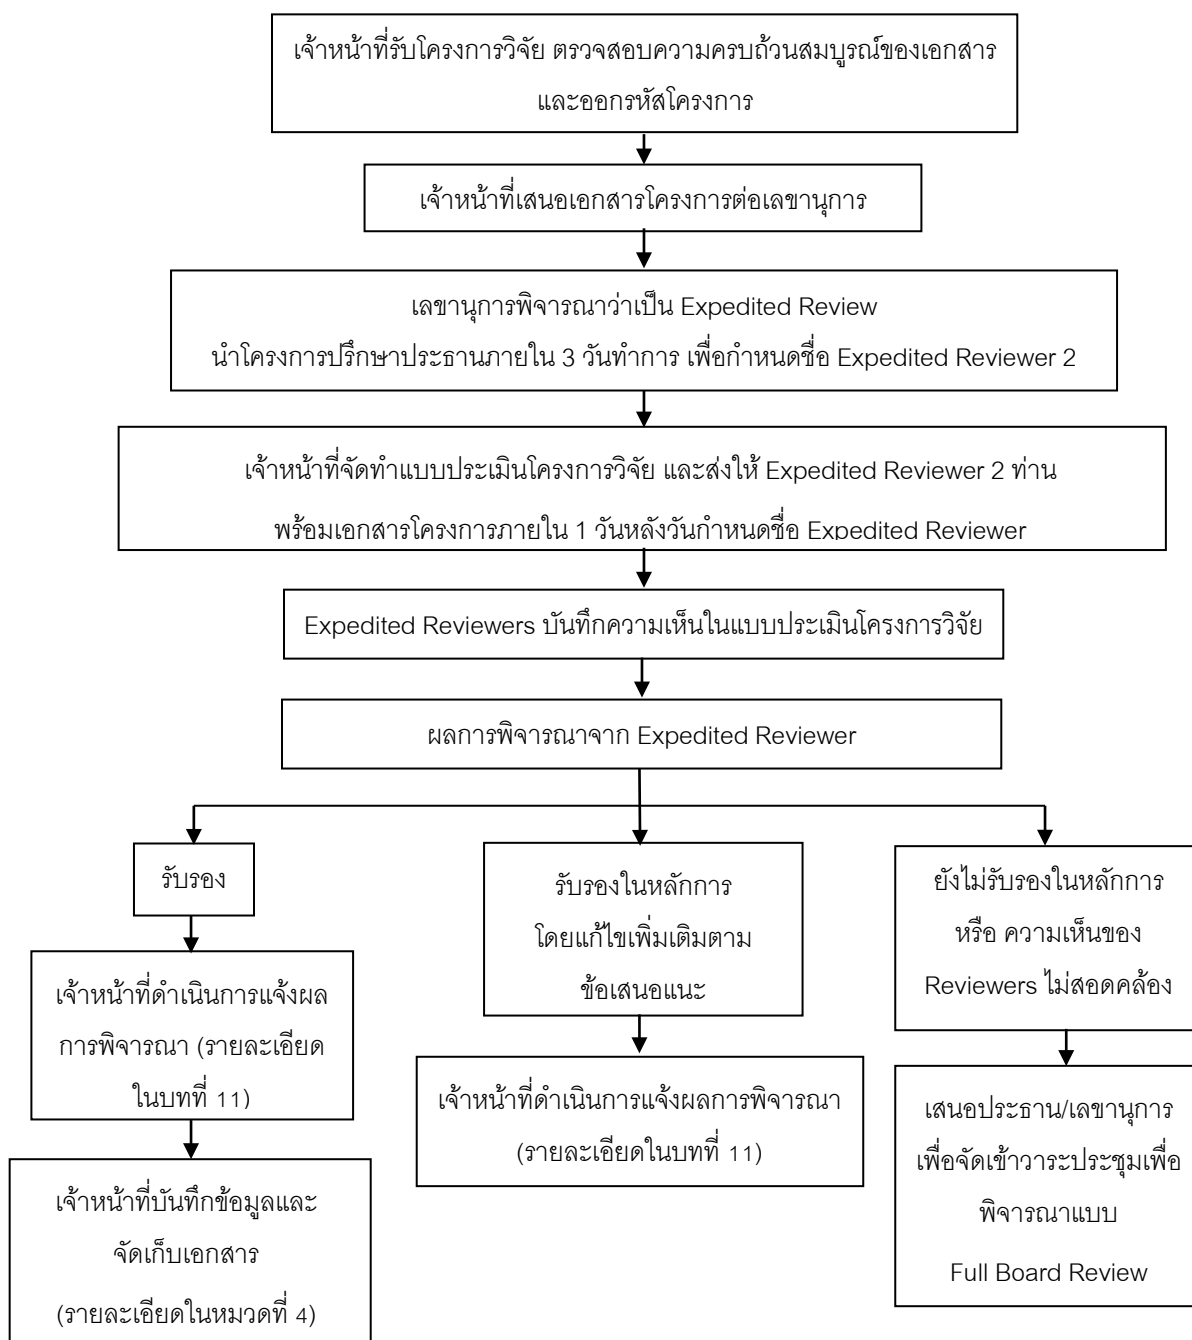 เจ้าหน้าที่รับโครงการวิจัย ตรวจสอบความครบถ้วนสมบูรณ์ของเอกสาร
และออกรหัสโครงการ
เจ้าหน้าที่เสนอเอกสารโครงการต่อเลขานุการ
เลขานุการพิจารณาว่าเป็น Expedited Review
นำโครงการปรึกษาประธานภายใน 3 วันทำการ เพื่อกำหนดชื่อ Expedited Reviewer 2
เจ้าหน้าที่จัดทำแบบประเมินโครงการวิจัย และส่งให้ Expedited Reviewer 2 ท่าน
พร้อมเอกสารโครงการภายใน 1 วันหลังวันกำหนดชื่อ Expedited Reviewer
Expedited Reviewers บันทึกความเห็นในแบบประเมินโครงการวิจัย
ผลการพิจารณาจาก Expedited Reviewer
รับรอง
เจ้าหน้าที่ดำเนินการแจ้งผล
การพิจารณา (รายละเอียด
ในบทที่ 11)
เจ้าหน้าที่บันทึกข้อมูลและ
จัดเก็บเอกสาร
(รายละเอียดในหมวดที่ 4)
รับรองในหลักการ
โดยแก้ไขเพิ่มเติมตาม
ข้อเสนอแนะ
เจ้าหน้าที่ดำเนินการแจ้งผลการพิจารณา
(รายละเอียดในบทที่ 11)
ยังไม่รับรองในหลักการ
หรือ ความเห็นของ
Reviewers ไม่สอดคล้อง
เสนอประธาน/เลขานุการ
เพื่อจัดเข้าวาระประชุมเพื่อ
พิจารณาแบบ
Full Board Review